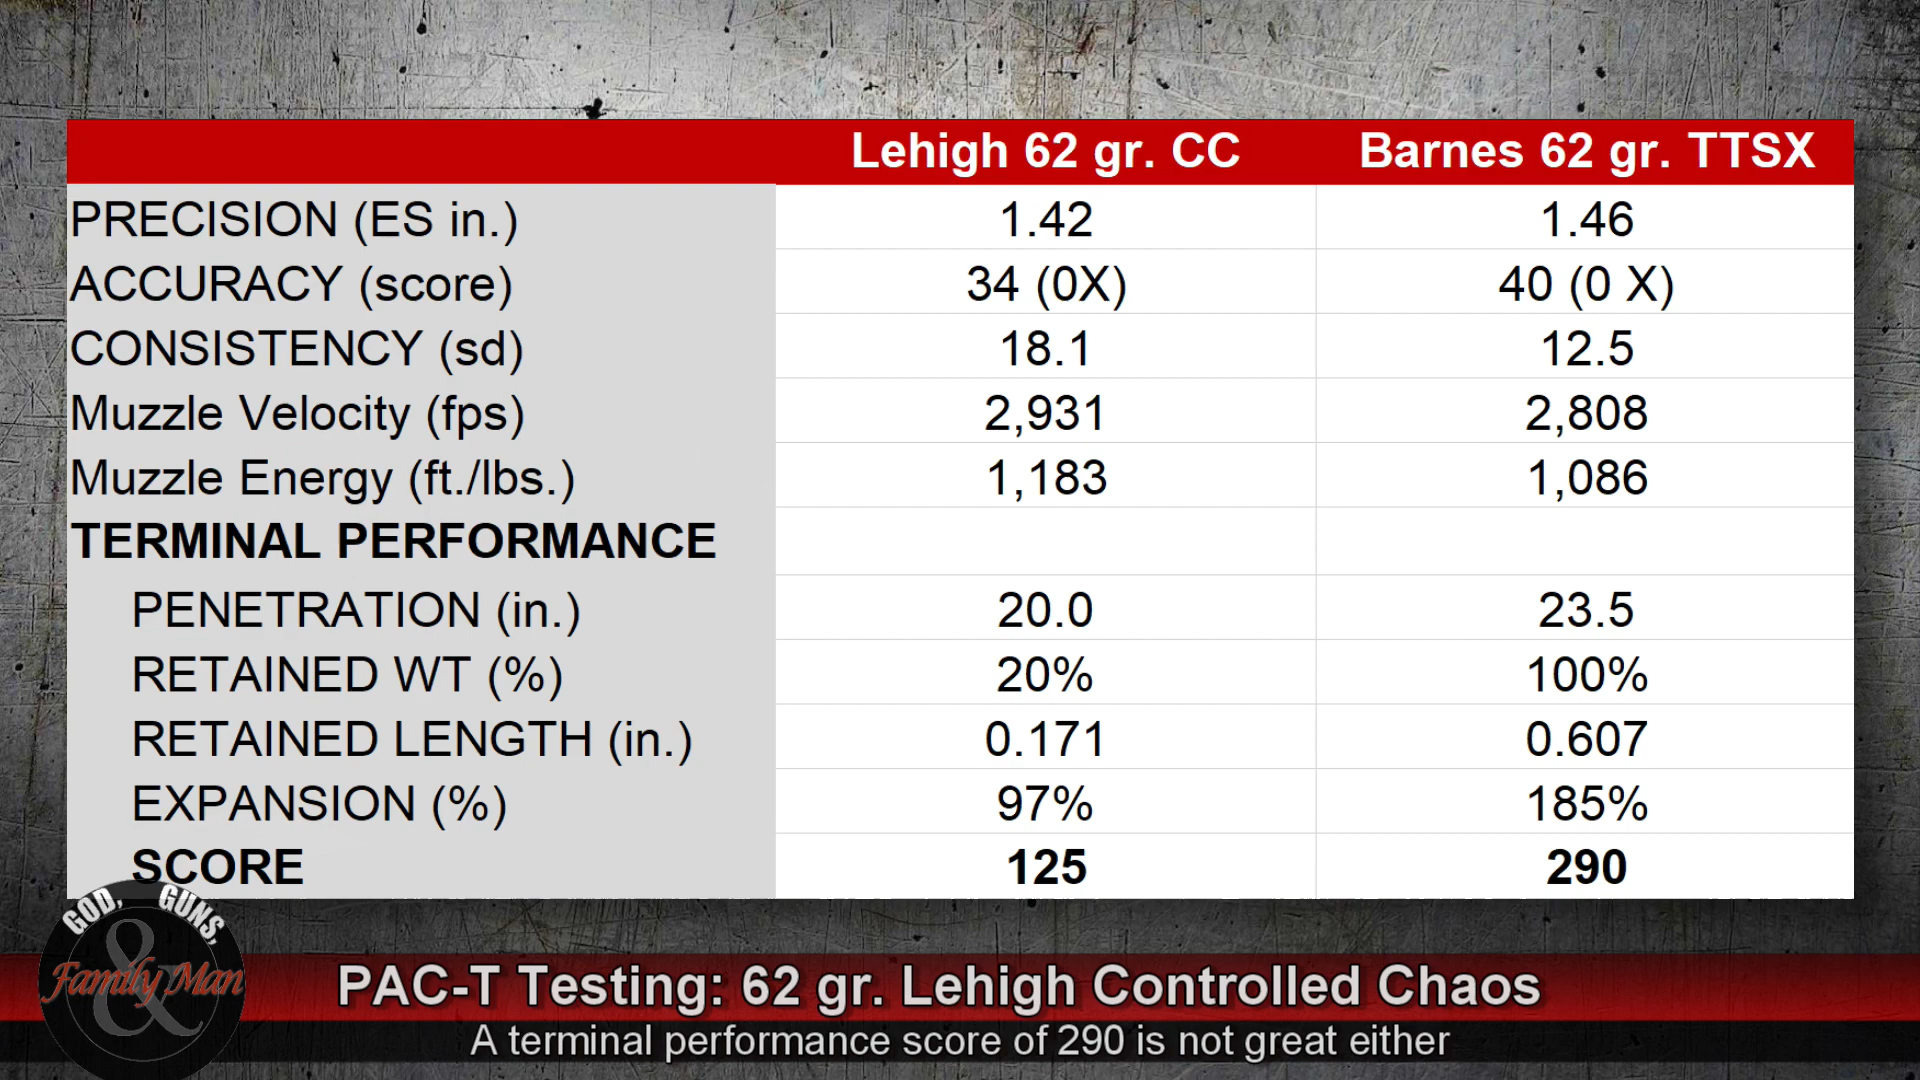 Lehigh 62 gr. CC Barnes 62 gr. TTSX
PRECISION (ES in.) 1.42 1.46
ACCURACY (score) 34 (0X) 40 (0 X)
CONSISTENCY (sd) 18.1 12.5
Muzzle Velocity (fps) 2,931 2,808
Muzzle Energy (ft./lbs.) 1,183 1,086
TERMINAL PERFORMANCE
PENETRATION (in.) 20.0 23.5
RETAINED WT (%) 20% 100%
RETAINED LENGTH (in.) 0.171 0.607
EXPANSION (%) 97% 185%
SCORE 125 290
GOD, GUNS,
&
Family Man
PAC-T Testing: 62 gr. Lehigh Controlled Chaos
A terminal performance score of 290 is not great either